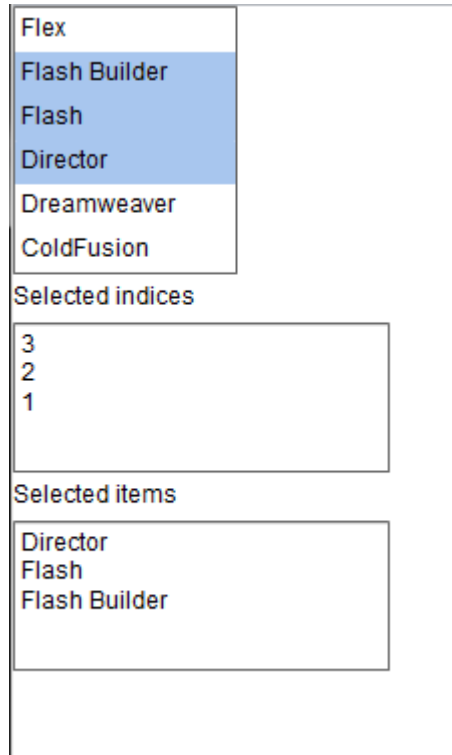 Flex
Flash Builder
Flash
Director
Dreamweaver
ColdFusion
Selected indices
3
2
1
Selected items
Director
Flash
Flash Builder